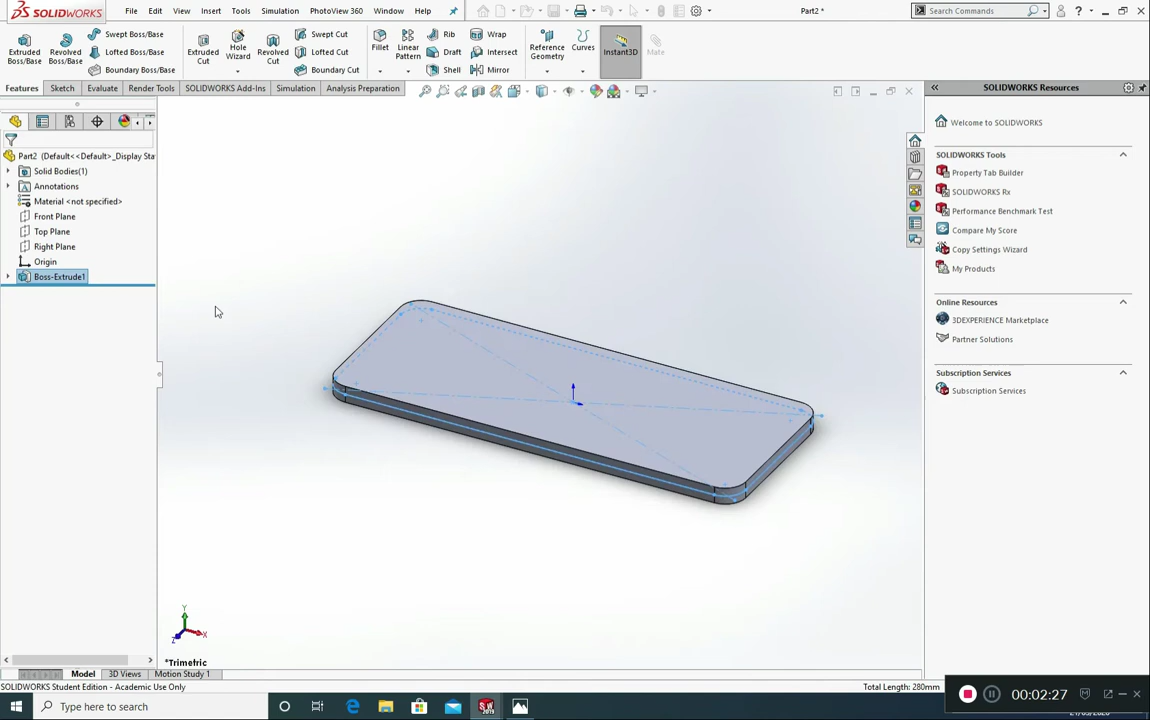 SOLIDWORKS
File
Edit
View
Insert
Tools
Simulation
PhotoView 360
Window
Help
Part2 *
Search Commands
Extruded
Boss/Base
Revolved
Boss/Base
Swept Boss/Base
Lofted Boss/Base
Boundary Boss/Base
Extruded
Cut
Hole
Wizard
Revolved
Cut
Swept Cut
Lofted Cut
Boundary Cut
Fillet
Linear
Pattern
Rib
Draft
Shell
Wrap
Intersect
Mirror
Reference
Geometry
Curves
Instant3D
Mate
Features
Sketch
Evaluate
Render Tools
SOLIDWORKS Add-Ins
Simulation
Analysis Preparation
Part2 (Default<<Default>_Display Sta
Solid Bodies(1)
Annotations
Material <not specified>
Front Plane
Top Plane
Right Plane
Origin
Boss-Extrude1
SOLIDWORKS Resources
Welcome to SOLIDWORKS
SOLIDWORKS Tools
Property Tab Builder
SOLIDWORKS Rx
Performance Benchmark Test
Compare My Score
Copy Settings Wizard
My Products
Online Resources
3DEXPERIENCE Marketplace
Partner Solutions
Subscription Services
Subscription Services
Y
X
Z
*Trimetric
Model
3D Views
Motion Study 1
SOLIDWORKS Student Edition - Academic Use Only
Total Length: 280mm
Type here to search
00:02:27